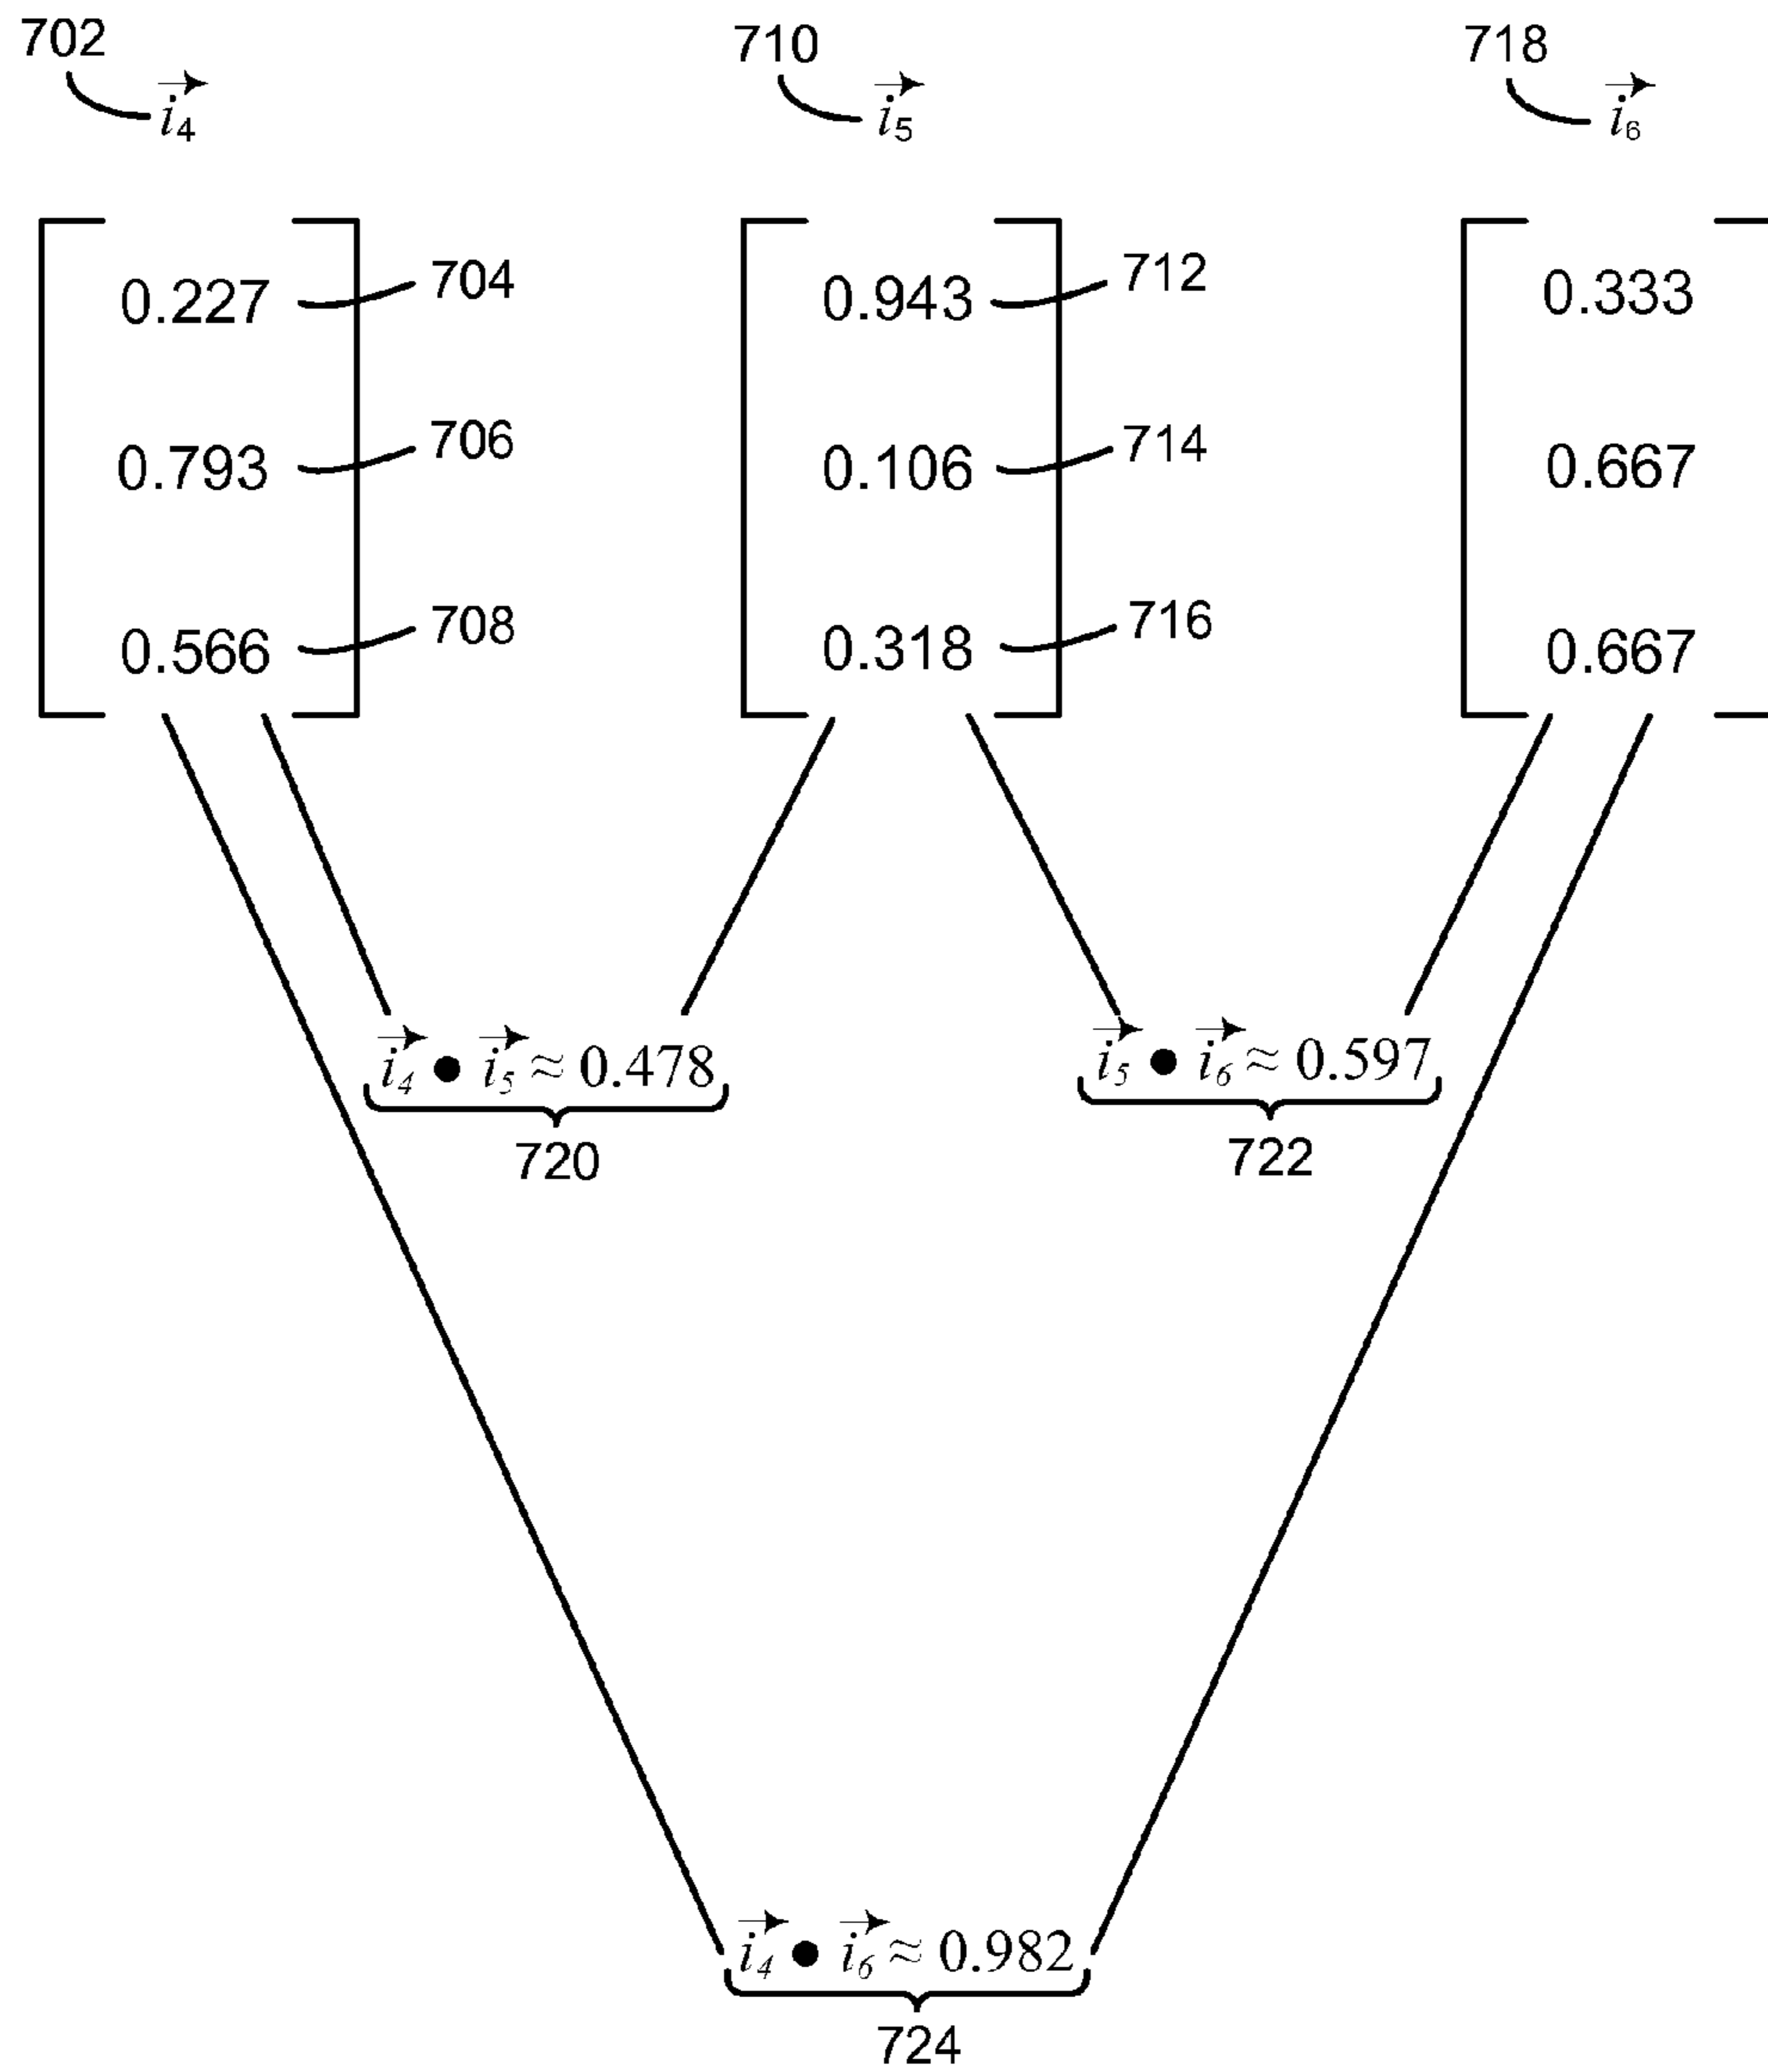 702 710 718
i₄ i₅ i₆
0.227 704 0.943 712 0.333
0.793 706 0.106 714 0.667
0.566 708 0.318 716 0.667
i₄ ● i₅ ≈ 0.478 i₅ ● i₆ ≈ 0.597
720 722
i₄ ● i₆ ≈ 0.982
724